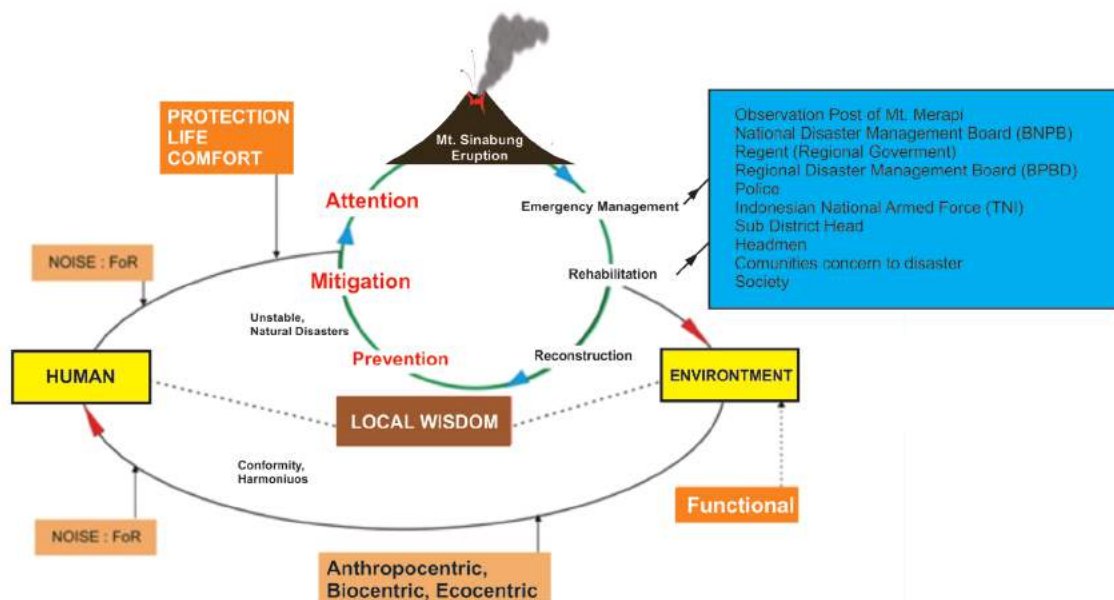 PROTECTION
LIFE
COMFORT
Mt. Sinabung
Eruption
Observation Post of Mt. Merapi
National Disaster Management Board (BNPB)
Regent (Regional Goverment)
Regional Disaster Management Board (BPBD)
Police
Indonesian National Armed Force (TNI)
Sub District Head
Headmen
Comunities concern to disaster
Society
Attention
Emergency Management
NOISE : FoR
Mitigation
Rehabilitation
Unstable,
Natural Disasters
Prevention
Reconstruction
HUMAN
ENVIRONTMENT
LOCAL WISDOM
Conformity,
Harmoniuos
Functional
NOISE : FoR
Anthropocentric,
Biocentric, Ecocentric